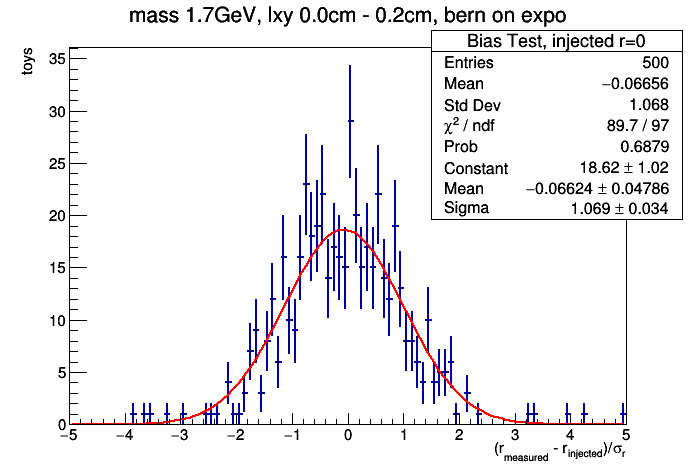 mass 1.7GeV, lxy 0.0cm - 0.2cm, bern on expo
Bias Test, injected r=0
Entries 500
Mean −0.06656
Std Dev 1.068
χ² / ndf 89.7 / 97
Prob 0.6879
Constant 18.62 ± 1.02
Mean −0.06624 ± 0.04786
Sigma 1.069 ± 0.034
toys
35
30
25
20
15
10
5
0
−5 −4 −3 −2 −1 0 1 2 3 4 5
(r_measured - r_injected)/σ_r